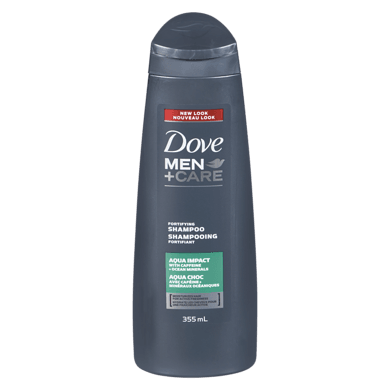 NEW LOOK
NOUVEAU LOOK
Dove
MEN
+CARE
FORTIFYING
SHAMPOO
SHAMPOOING
FORTIFIANT
AQUA IMPACT
WITH CAFFEINE
+ OCEAN MINERALS
AQUA CHOC
AVEC CAFÉINE +
MINÉRAUX OCÉANIQUES
355 mL